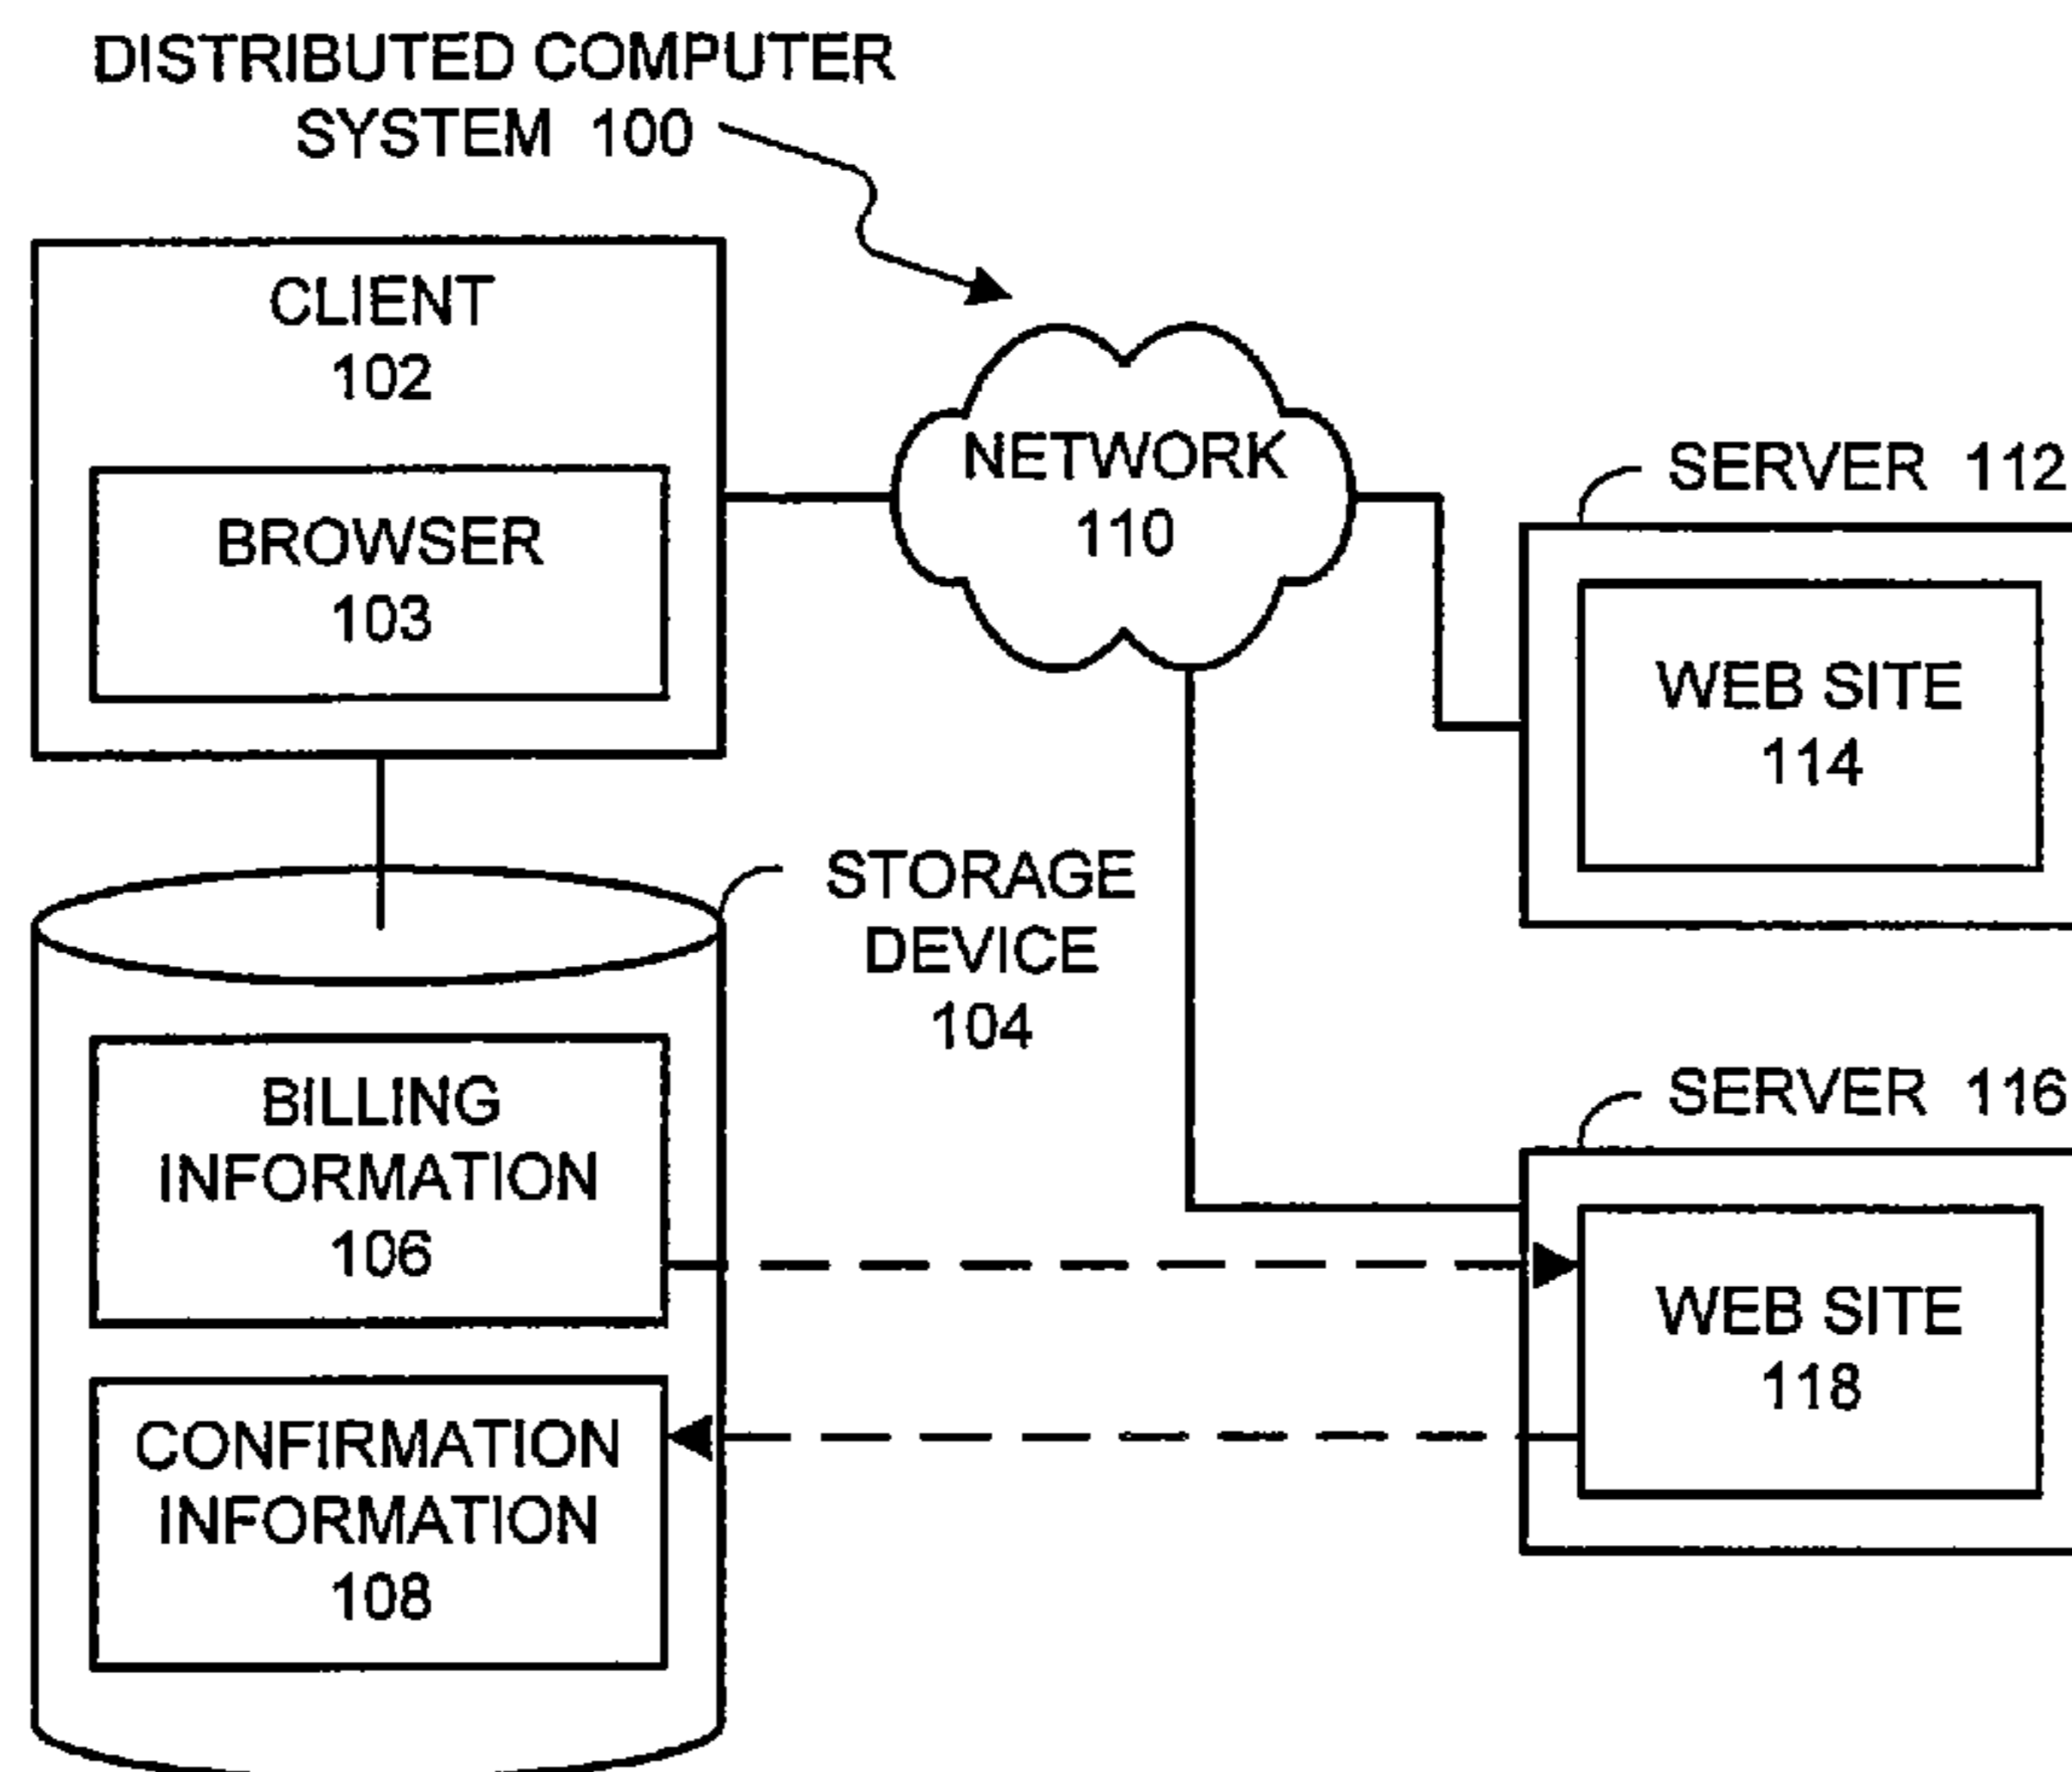 DISTRIBUTED COMPUTER
SYSTEM 100
CLIENT
102
BROWSER
103
NETWORK
110
SERVER 112
WEB SITE
114
STORAGE
DEVICE
104
BILLING
INFORMATION
106
CONFIRMATION
INFORMATION
108
SERVER 116
WEB SITE
118